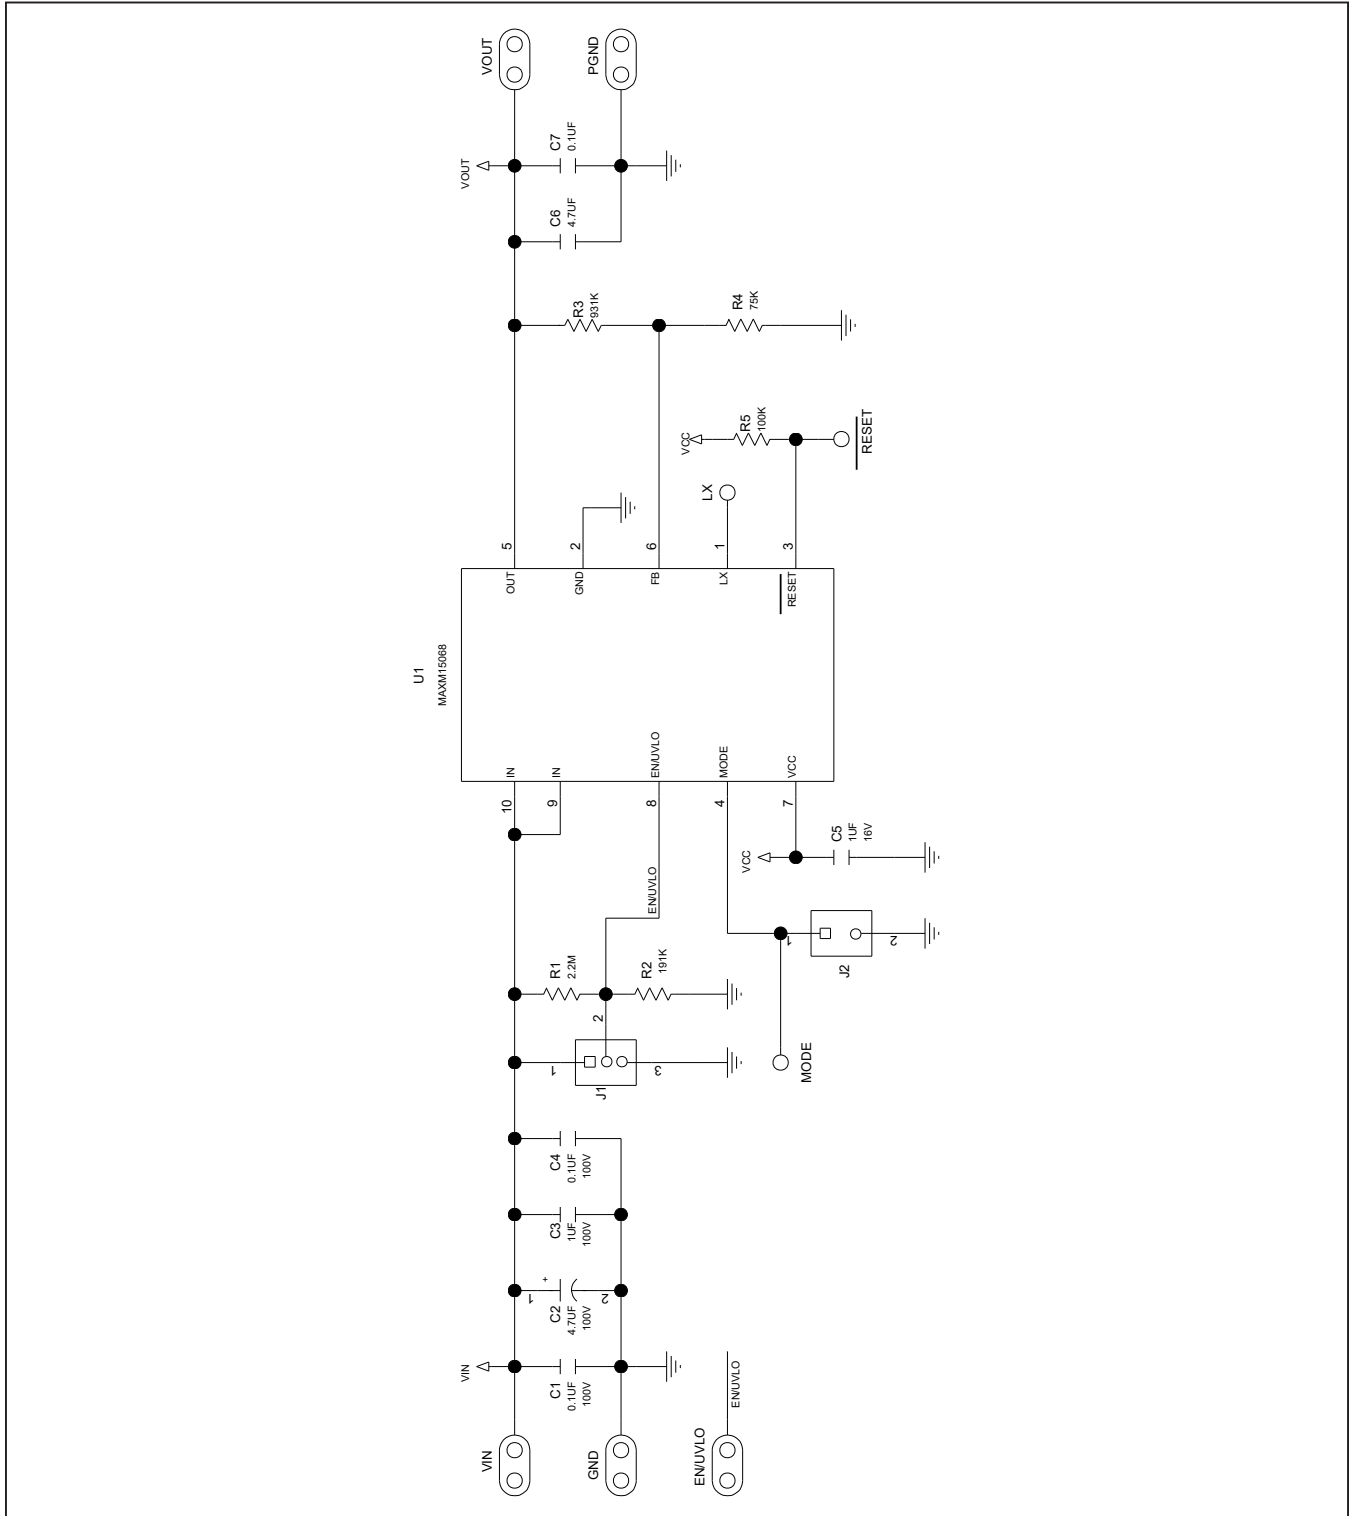 VIN
GND
EN/UVLO
EN/UVLO
VIN
C1
0.1UF
100V
1
+
C2
4.7UF
100V
2
C3
1UF
100V
C4
0.1UF
100V
1
J1
2
3
R1
2.2M
R2
191K
EN/UVLO
MODE
1
J2
2
VCC
C5
1UF
16V
10
9
8
4
7
IN
IN
EN/UVLO
MODE
VCC
U1
MAXM15068
OUT
GND
FB
LX
RESET
5
2
6
1
3
LX
VCC
R5
100K
RESET
R3
931K
R4
75K
C6
4.7UF
C7
0.1UF
VOUT
VOUT
PGND